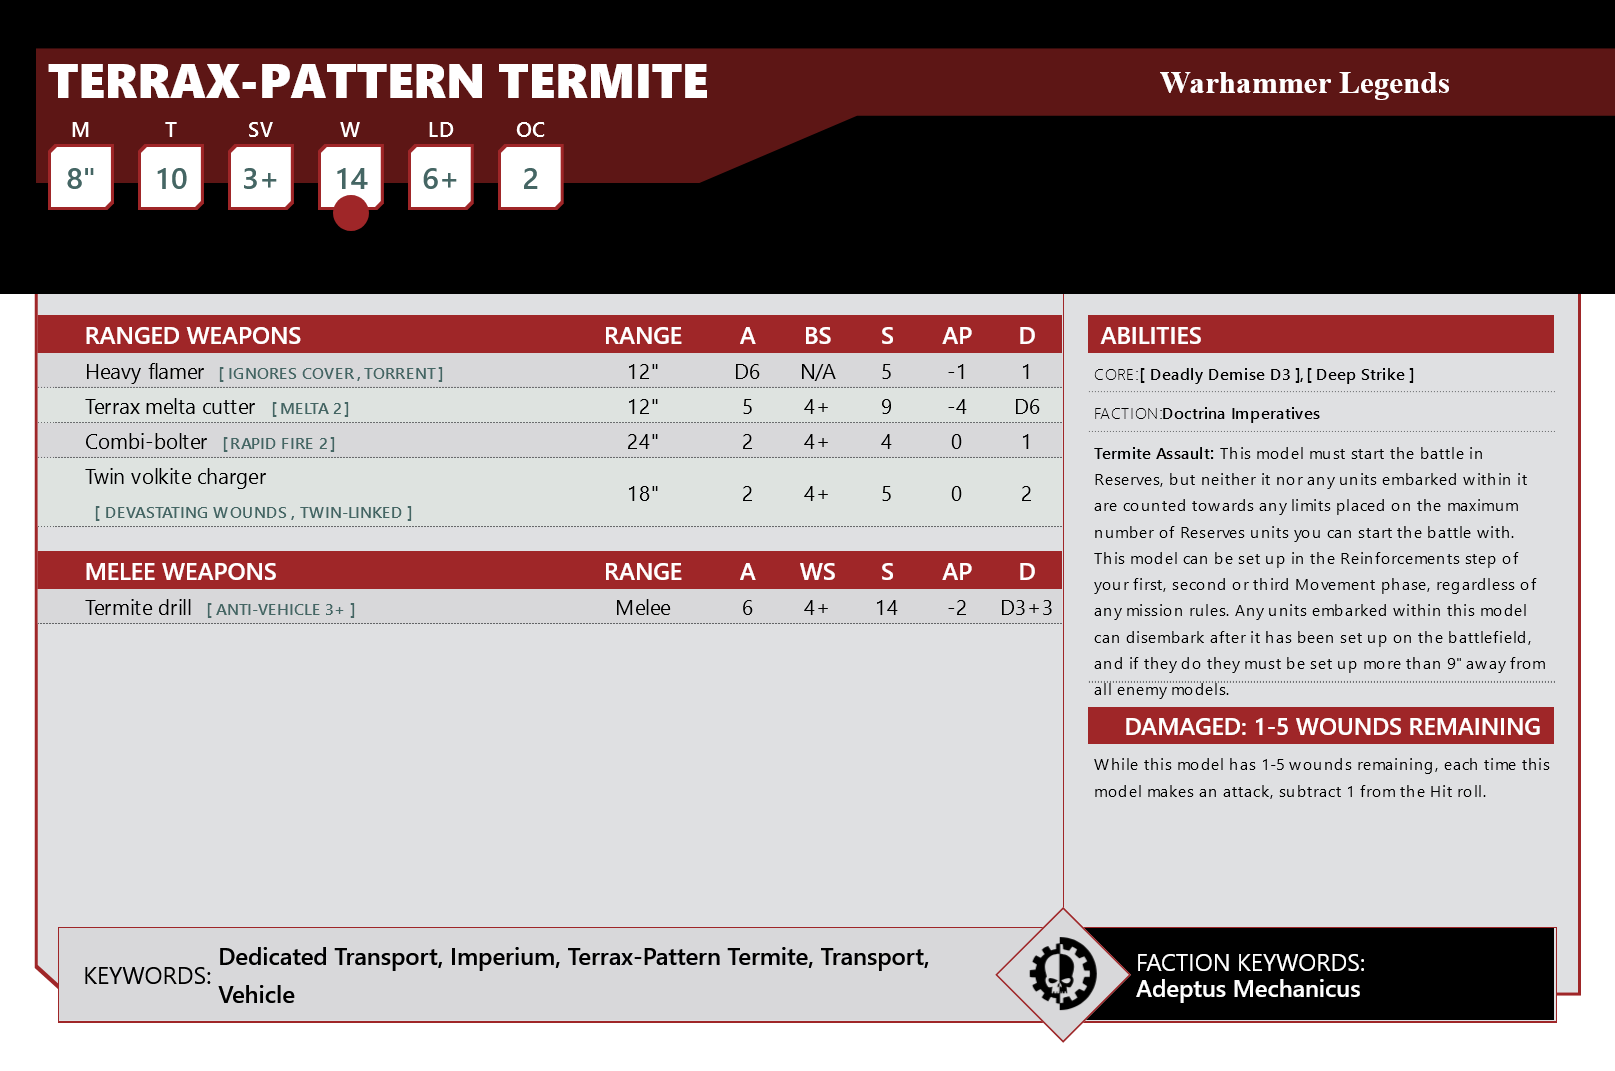 TERRAX-PATTERN TERMITE
Warhammer Legends
M T SV W LD OC
8" 10 3+ 14 6+ 2
RANGED WEAPONS RANGE A BS S AP D
Heavy flamer [ IGNORES COVER , TORRENT ] 12" D6 N/A 5 -1 1
Terrax melta cutter [ MELTA 2 ] 12" 5 4+ 9 -4 D6
Combi-bolter [ RAPID FIRE 2 ] 24" 2 4+ 4 0 1
Twin volkite charger
[ DEVASTATING WOUNDS , TWIN-LINKED ] 18" 2 4+ 5 0 2
MELEE WEAPONS RANGE A WS S AP D
Termite drill [ ANTI-VEHICLE 3+ ] Melee 6 4+ 14 -2 D3+3
ABILITIES
CORE:[ Deadly Demise D3 ], [ Deep Strike ]
FACTION:Doctrina Imperatives
Termite Assault: This model must start the battle in
Reserves, but neither it nor any units embarked within it
are counted towards any limits placed on the maximum
number of Reserves units you can start the battle with.
This model can be set up in the Reinforcements step of
your first, second or third Movement phase, regardless of
any mission rules. Any units embarked within this model
can disembark after it has been set up on the battlefield,
and if they do they must be set up more than 9" away from
all enemy models.
DAMAGED: 1-5 WOUNDS REMAINING
While this model has 1-5 wounds remaining, each time this
model makes an attack, subtract 1 from the Hit roll.
KEYWORDS: Dedicated Transport, Imperium, Terrax-Pattern Termite, Transport,
Vehicle
FACTION KEYWORDS:
Adeptus Mechanicus